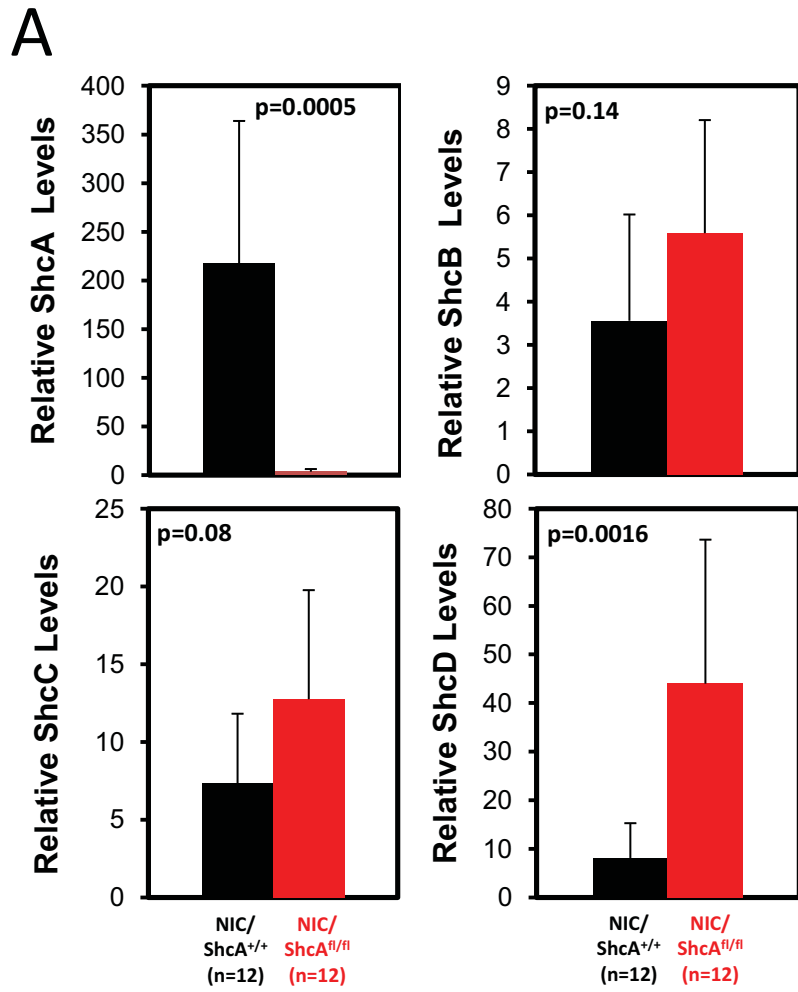 A
Relative ShcA Levels
400
350
300
250
200
150
100
50
0
p=0.0005
Relative ShcB Levels
9
8
7
6
5
4
3
2
1
0
p=0.14
Relative ShcC Levels
25
20
15
10
5
0
p=0.08
NIC/
ShcA+/+
(n=12)
NIC/
ShcAfl/fl
(n=12)
Relative ShcD Levels
80
70
60
50
40
30
20
10
0
p=0.0016
NIC/
ShcA+/+
(n=12)
NIC/
ShcAfl/fl
(n=12)